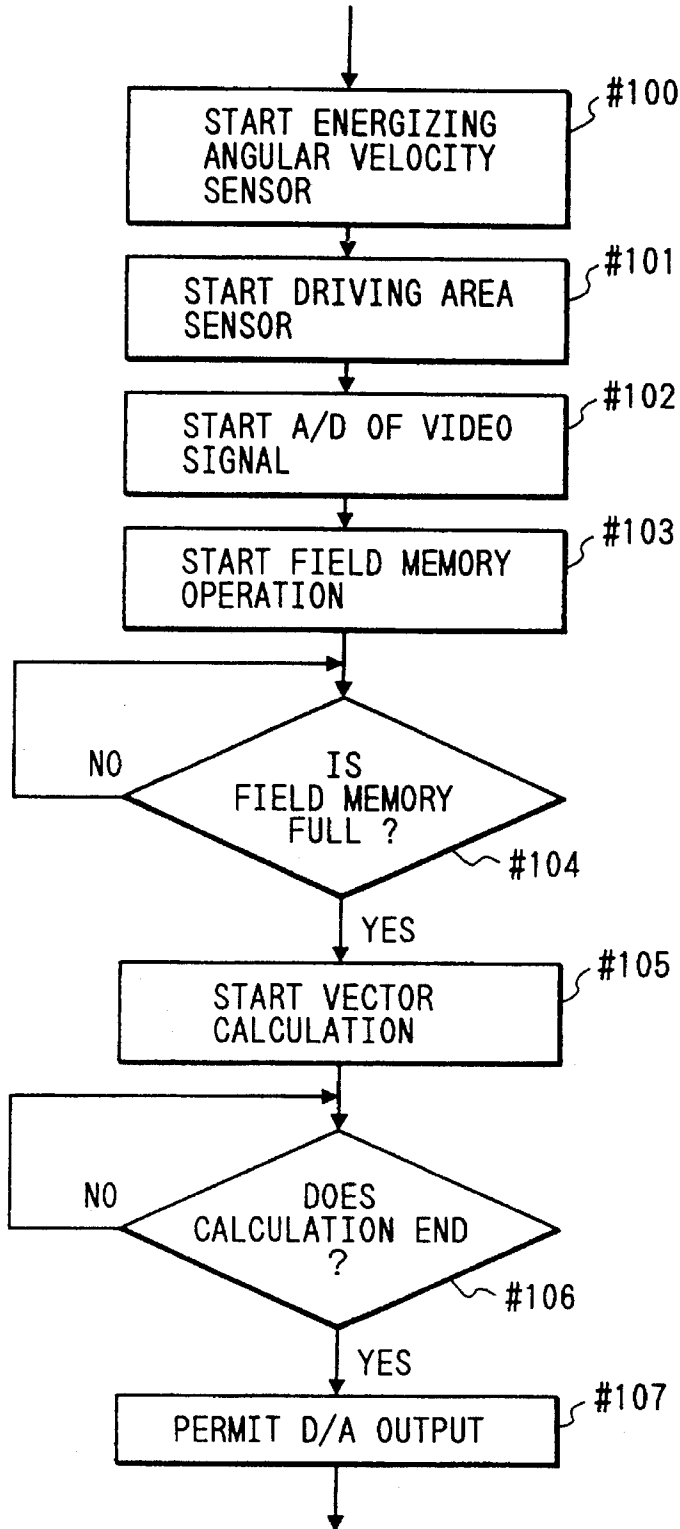 #100
START ENERGIZING
ANGULAR VELOCITY
SENSOR
#101
START DRIVING AREA
SENSOR
#102
START A/D OF VIDEO
SIGNAL
#103
START FIELD MEMORY
OPERATION
NO
IS
FIELD MEMORY
FULL ?
#104
YES
#105
START VECTOR
CALCULATION
NO
DOES
CALCULATION END
?
#106
YES
#107
PERMIT D/A OUTPUT